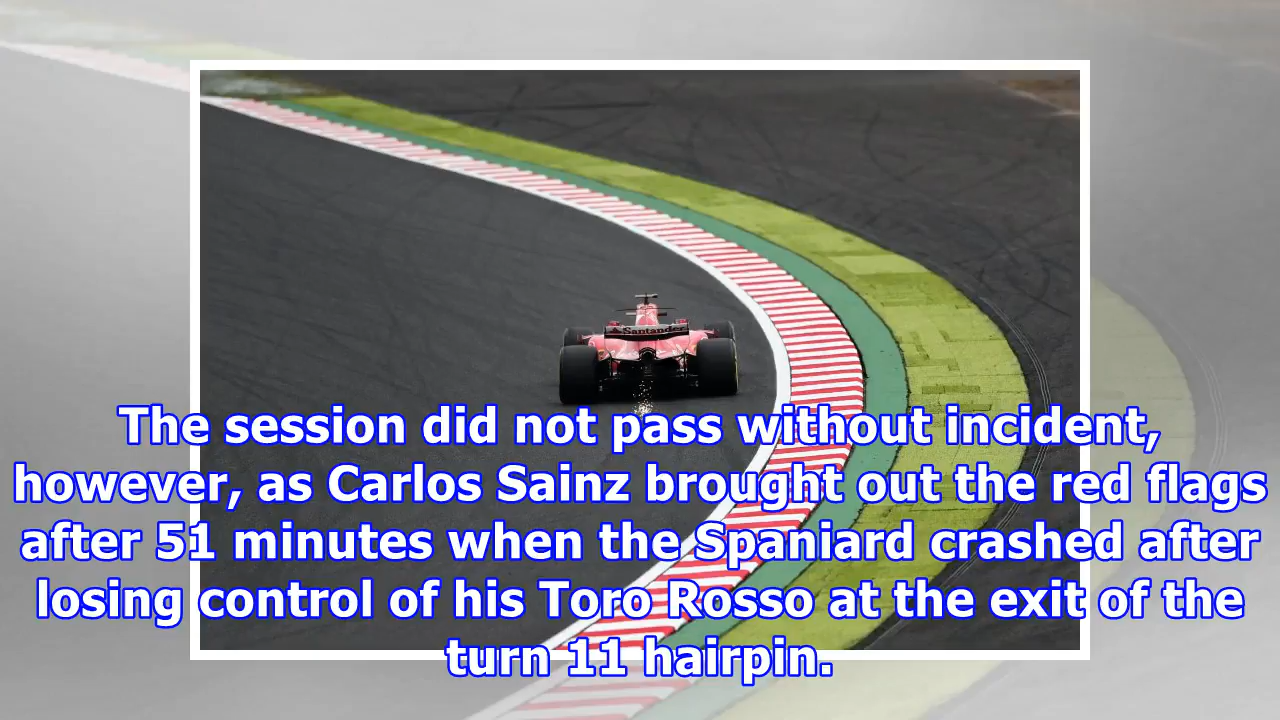 Santander
The session did not pass without incident,
however, as Carlos Sainz brought out the red flags
after 51 minutes when the Spaniard crashed after
losing control of his Toro Rosso at the exit of the
turn 11 hairpin.